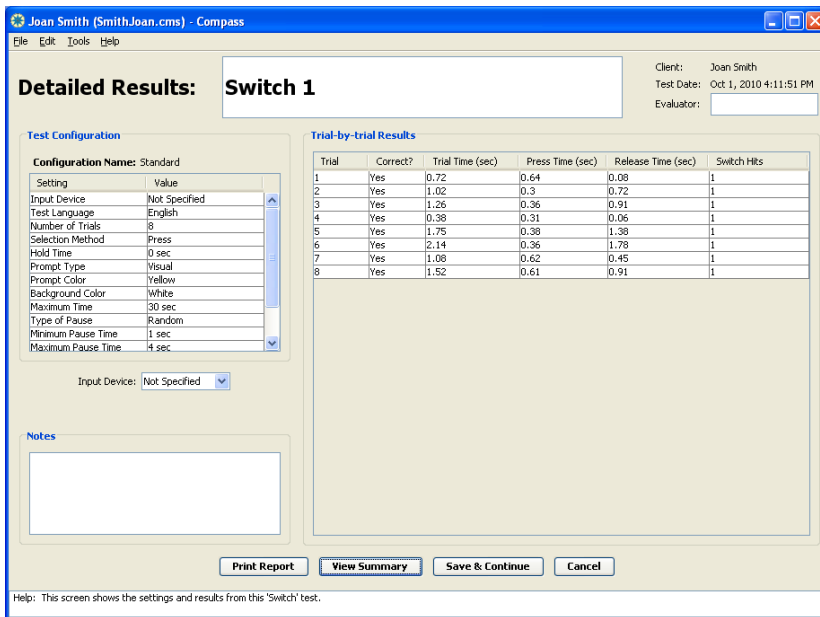 Joan Smith (SmithJoan.cms) - Compass
File Edit Tools Help
Detailed Results: Switch 1
Client: Joan Smith
Test Date: Oct 1, 2010 4:11:51 PM
Evaluator:
Test Configuration
Configuration Name: Standard
Setting Value
Input Device Not Specified
Test Language English
Number of Trials 8
Selection Method Press
Hold Time 0 sec
Prompt Type Visual
Prompt Color Yellow
Background Color White
Maximum Time 30 sec
Type of Pause Random
Minimum Pause Time 1 sec
Maximum Pause Time 4 sec
Input Device: Not Specified
Notes
Trial-by-trial Results
Trial Correct? Trial Time (sec) Press Time (sec) Release Time (sec) Switch Hits
1 Yes 0.72 0.64 0.08 1
2 Yes 1.02 0.3 0.72 1
3 Yes 1.26 0.36 0.91 1
4 Yes 0.38 0.31 0.06 1
5 Yes 1.75 0.38 1.38 1
6 Yes 2.14 0.36 1.78 1
7 Yes 1.08 0.62 0.45 1
8 Yes 1.52 0.61 0.91 1
Print Report View Summary Save & Continue Cancel
Help: This screen shows the settings and results from this 'Switch' test.